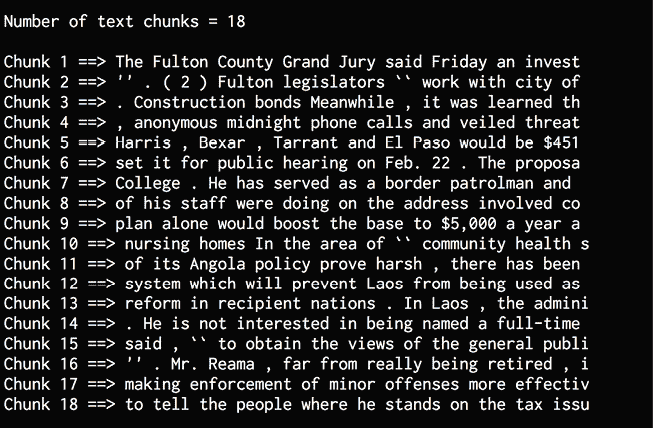 Number of text chunks = 18
Chunk 1 ==> The Fulton County Grand Jury said Friday an invest
Chunk 2 ==> '' . ( 2 ) Fulton legislators `` work with city of
Chunk 3 ==> . Construction bonds Meanwhile , it was learned th
Chunk 4 ==> , anonymous midnight phone calls and veiled threat
Chunk 5 ==> Harris , Bexar , Tarrant and El Paso would be $451
Chunk 6 ==> set it for public hearing on Feb. 22 . The proposa
Chunk 7 ==> College . He has served as a border patrolman and
Chunk 8 ==> of his staff were doing on the address involved co
Chunk 9 ==> plan alone would boost the base to $5,000 a year a
Chunk 10 ==> nursing homes In the area of `` community health s
Chunk 11 ==> of its Angola policy prove harsh , there has been
Chunk 12 ==> system which will prevent Laos from being used as
Chunk 13 ==> reform in recipient nations . In Laos , the admini
Chunk 14 ==> . He is not interested in being named a full-time
Chunk 15 ==> said , `` to obtain the views of the general publi
Chunk 16 ==> '' . Mr. Reama , far from really being retired , i
Chunk 17 ==> making enforcement of minor offenses more effectiv
Chunk 18 ==> to tell the people where he stands on the tax issu